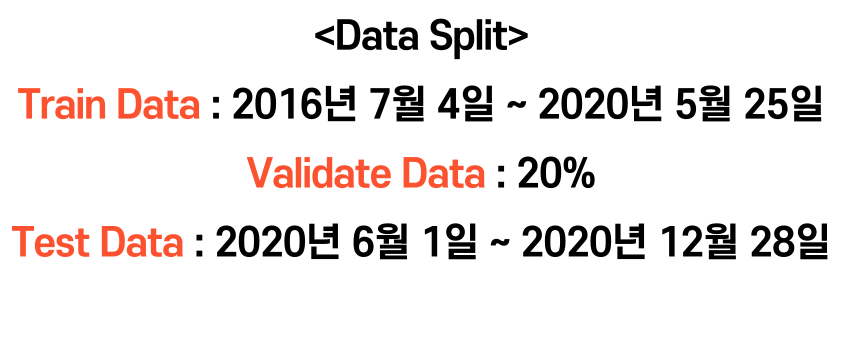 <Data Split>
Train Data : 2016년 7월 4일 ~ 2020년 5월 25일
Validate Data : 20%
Test Data : 2020년 6월 1일 ~ 2020년 12월 28일